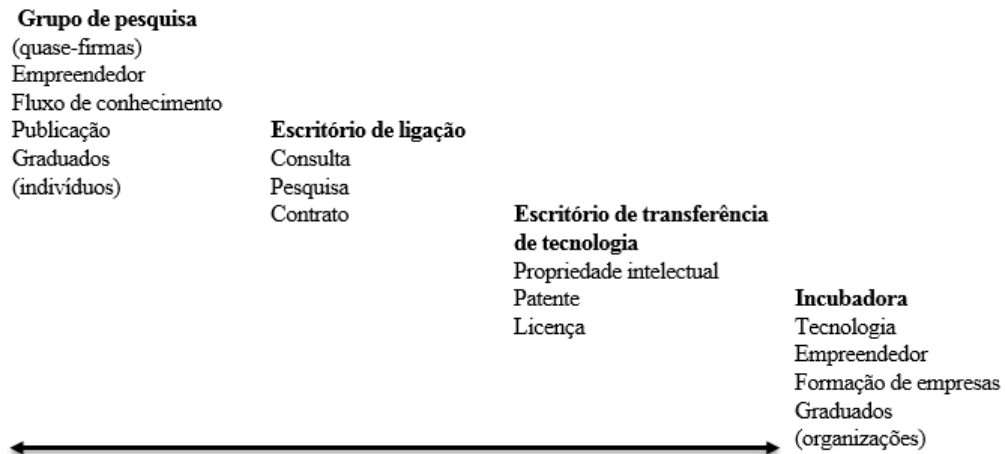 Grupo de pesquisa
(quase-firmas)
Empreendedor
Fluxo de conhecimento
Publicação
Graduados
(indivíduos)
Escritório de ligação
Consulta
Pesquisa
Contrato
Escritório de transferência
de tecnologia
Propriedade intelectual
Patente
Licença
Incubadora
Tecnologia
Empreendedor
Formação de empresas
Graduados
(organizações)